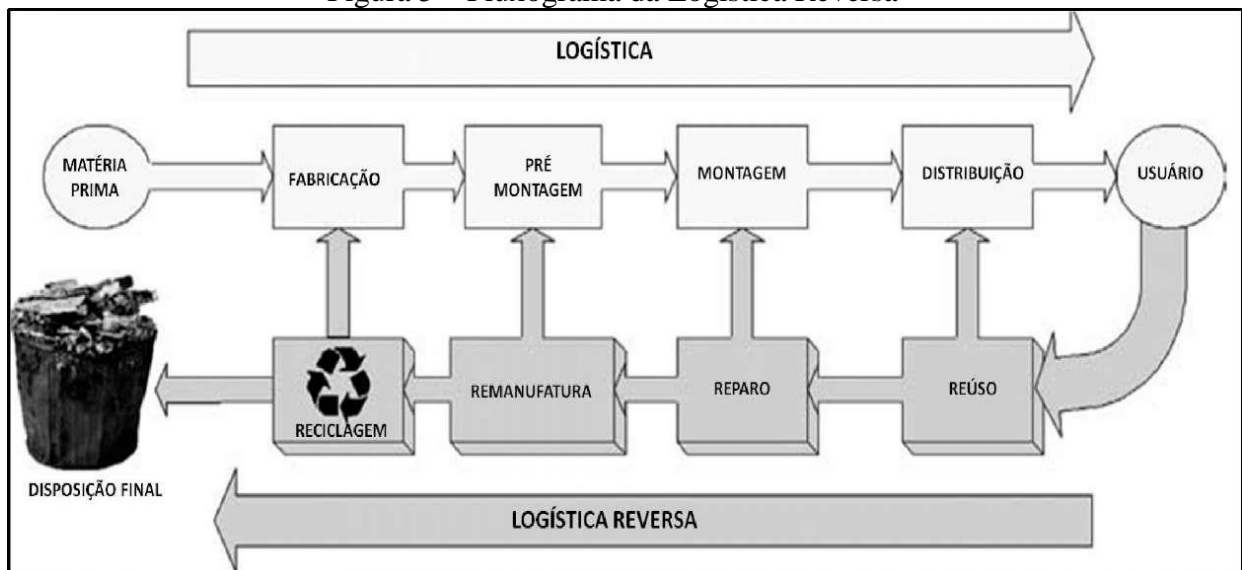 LOGÍSTICA
MATÉRIA
PRIMA
FABRICAÇÃO
PRÉ
MONTAGEM
MONTAGEM
DISTRIBUIÇÃO
USUÁRIO
RECICLAGEM
REMANUFATURA
REPARO
REÚSO
DISPOSIÇÃO FINAL
LOGÍSTICA REVERSA